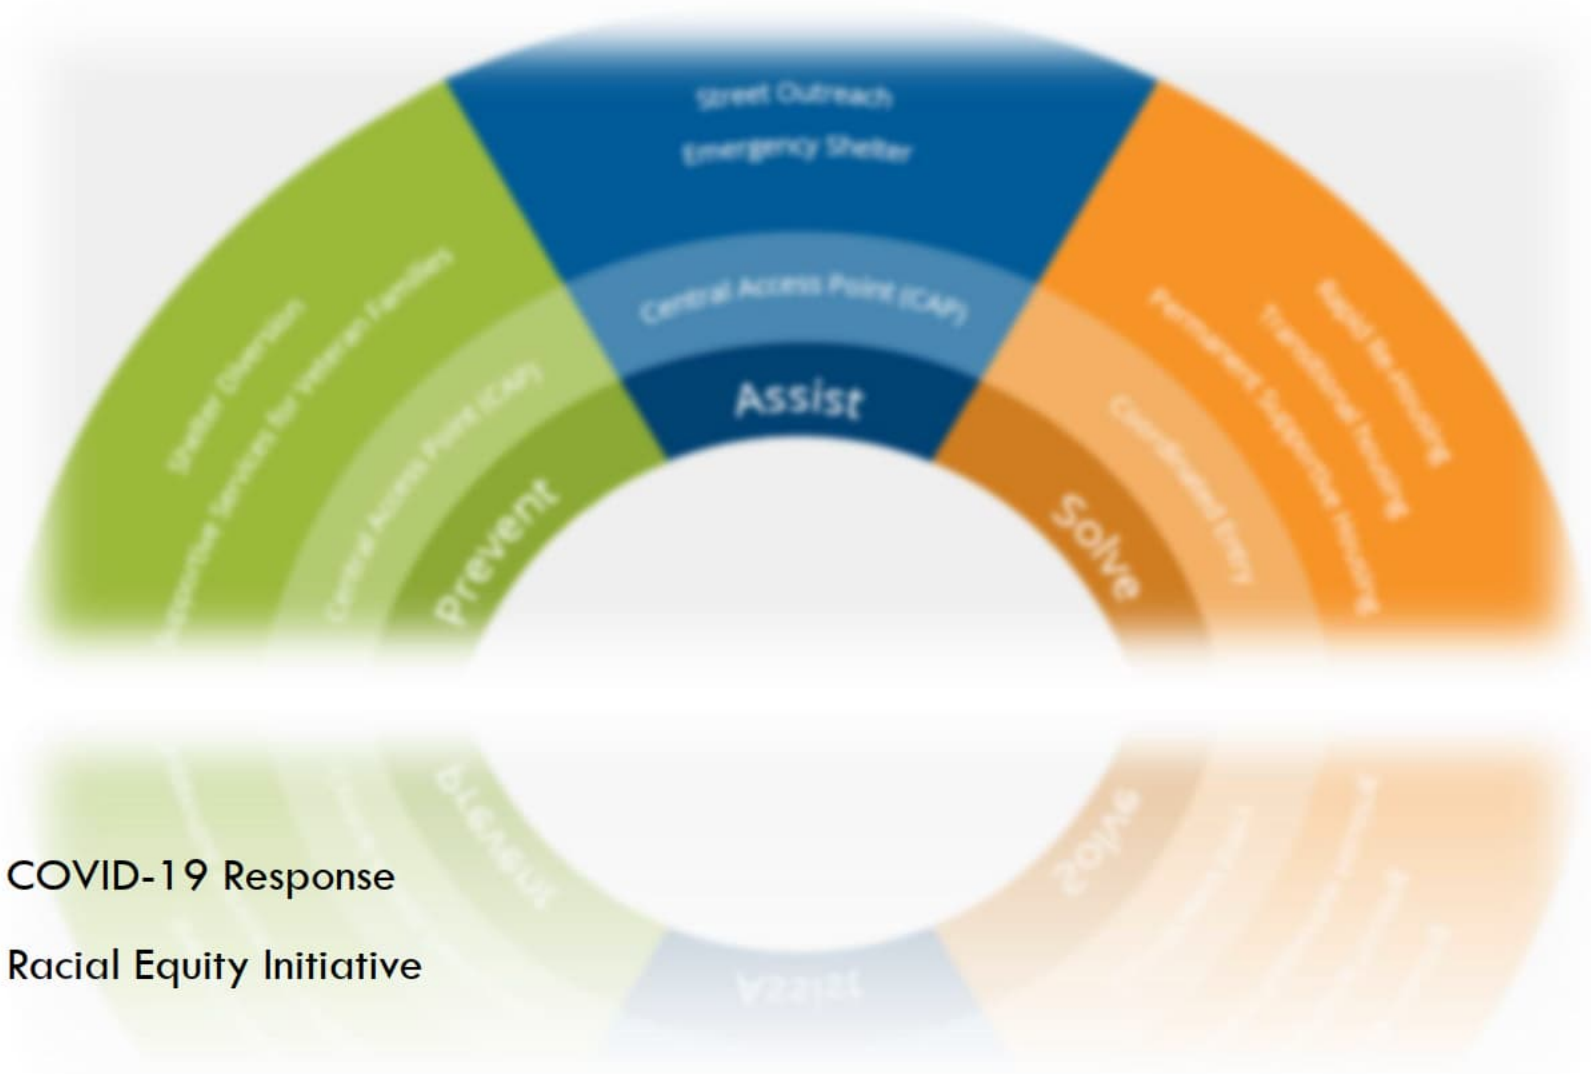 Street Outreach
Emergency Shelter
Central Access Point (CAP)
Assist
Shelter Diversion
Supportive Services for Veteran Families
Central Access Point (CAP)
Prevent
Rapid Re-Housing
Transitional housing
Permanent Supportive Housing
Coordinated Entry
Solve
COVID-19 Response
Racial Equity Initiative